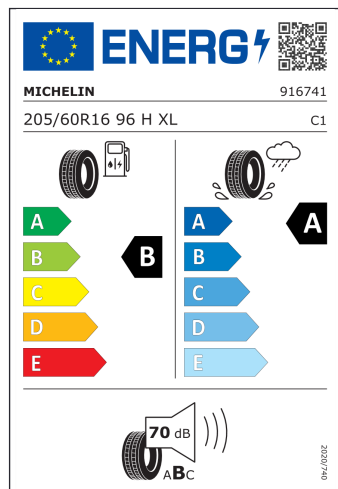 ENERG
MICHELIN 916741
205/60R16 96 H XL C1
A A A
B B B
C C
D D
E E
70 dB
ABC
2020/740